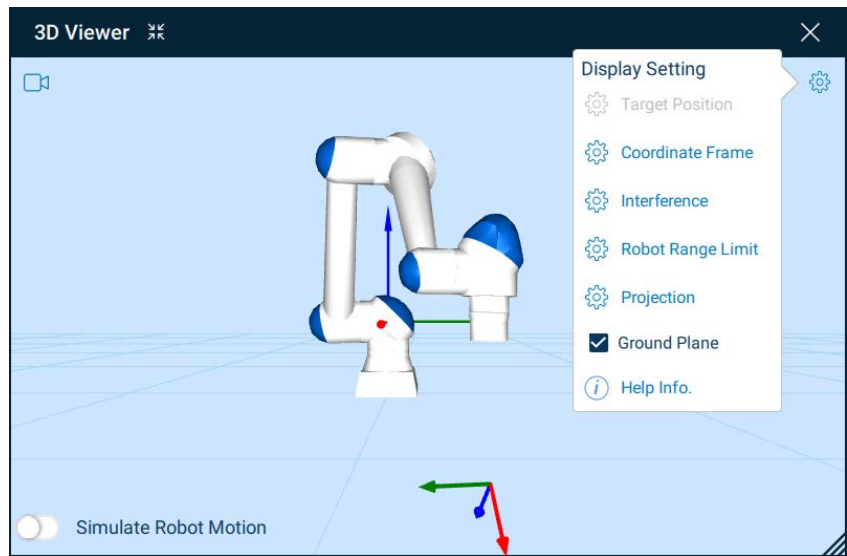 3D Viewer
Display Setting
Target Position
Coordinate Frame
Interference
Robot Range Limit
Projection
Ground Plane
Help Info.
Simulate Robot Motion